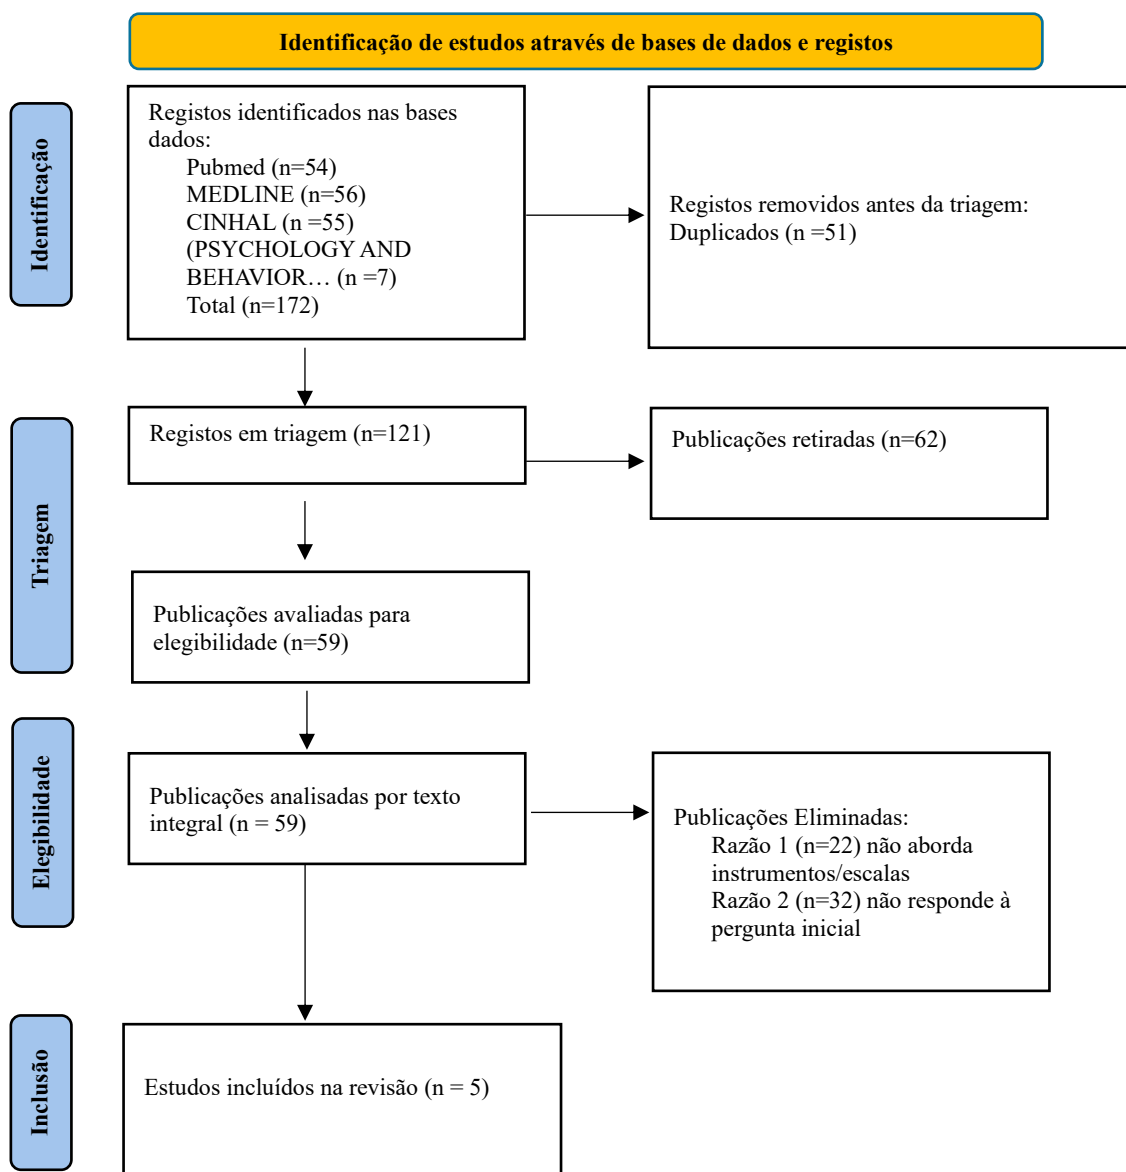 Identificação de estudos através de bases de dados e registos
Identificação
Registos identificados nas bases
dados:
Pubmed (n=54)
MEDLINE (n=56)
CINHAL (n =55)
(PSYCHOLOGY AND
BEHAVIOR… (n =7)
Total (n=172)
Registos removidos antes da triagem:
Duplicados (n =51)
Triagem
Registos em triagem (n=121)
Publicações retiradas (n=62)
Publicações avaliadas para
elegibilidade (n=59)
Elegibilidade
Publicações analisadas por texto
integral (n = 59)
Publicações Eliminadas:
Razão 1 (n=22) não aborda
instrumentos/escalas
Razão 2 (n=32) não responde à
pergunta inicial
Inclusão
Estudos incluídos na revisão (n = 5)